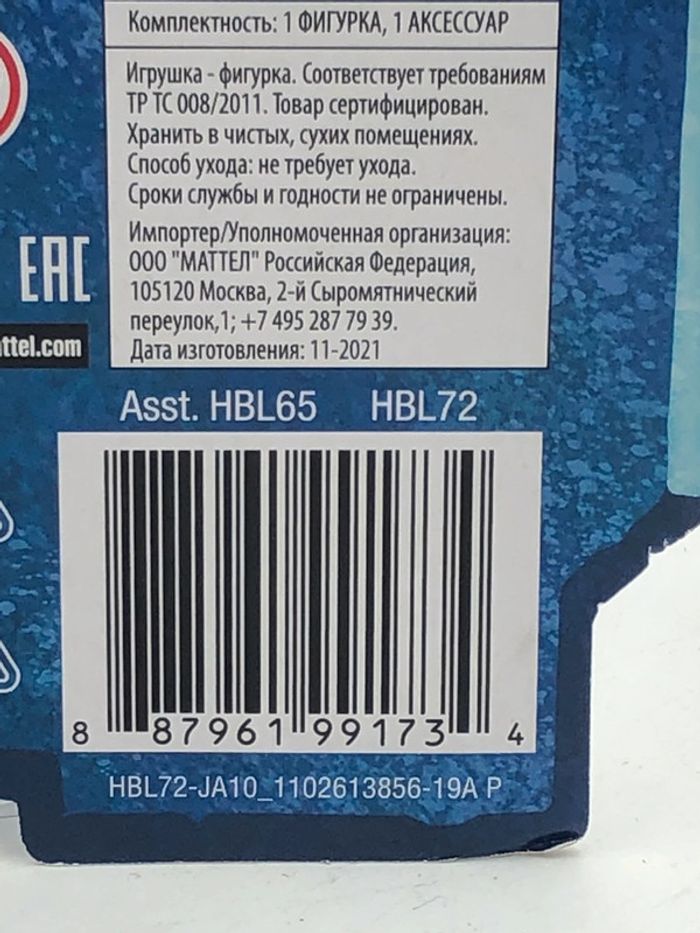 Комплектность: 1 ФИГУРКА, 1 АКСЕССУАР
Игрушка - фигурка. Соответствует требованиям
ТР ТС 008/2011. Товар сертифицирован.
Хранить в чистых, сухих помещениях.
Способ ухода: не требует ухода.
Сроки службы и годности не ограничены.
Импортер/Уполномоченная организация:
ООО "МАТТЕЛ" Российская Федерация,
105120 Москва, 2-й Сыромятнический
переулок,1; +7 495 287 79 39.
Дата изготовления: 11-2021
EAC
ttel.com
Asst. HBL65 HBL72
8 87961 99173 4
HBL72-JA10_1102613856-19A P